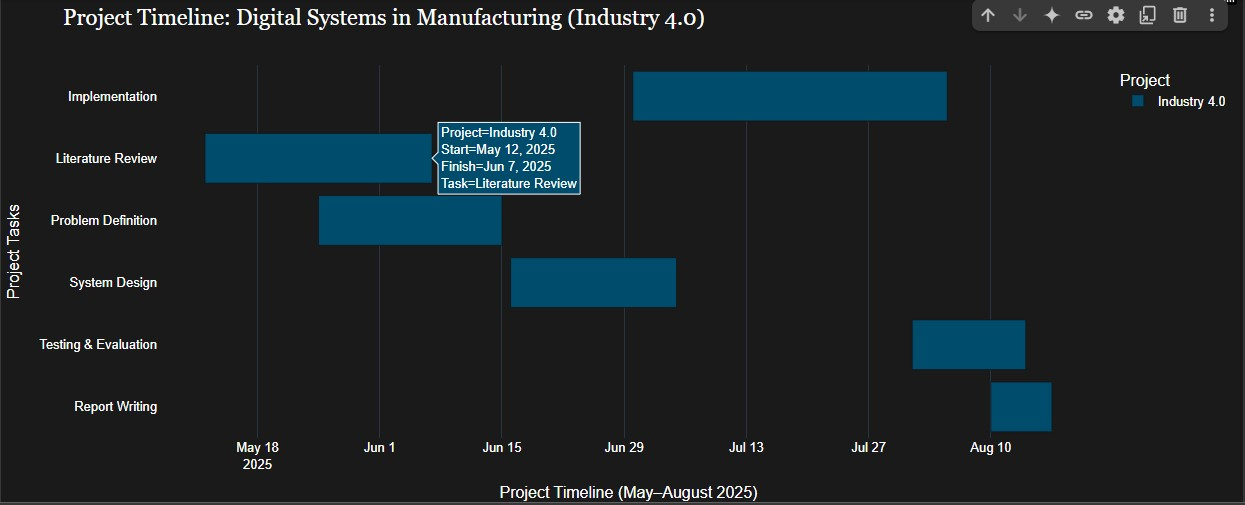 Project Timeline: Digital Systems in Manufacturing (Industry 4.0)
Project
Industry 4.0
Implementation
Literature Review
Project=Industry 4.0
Start=May 12, 2025
Finish=Jun 7, 2025
Task=Literature Review
Problem Definition
System Design
Testing & Evaluation
Report Writing
Project Tasks
May 18
2025
Jun 1
Jun 15
Jun 29
Jul 13
Jul 27
Aug 10
Project Timeline (May–August 2025)